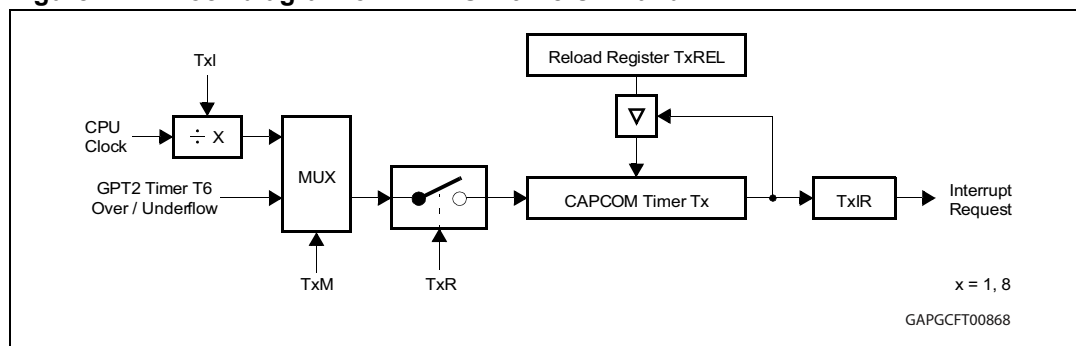 TxI
Reload Register TxREL
CPU
Clock
÷ X
MUX
GPT2 Timer T6
Over / Underflow
CAPCOM Timer Tx
TxIR
Interrupt
Request
TxM
TxR
x = 1, 8
GAPGCFT00868